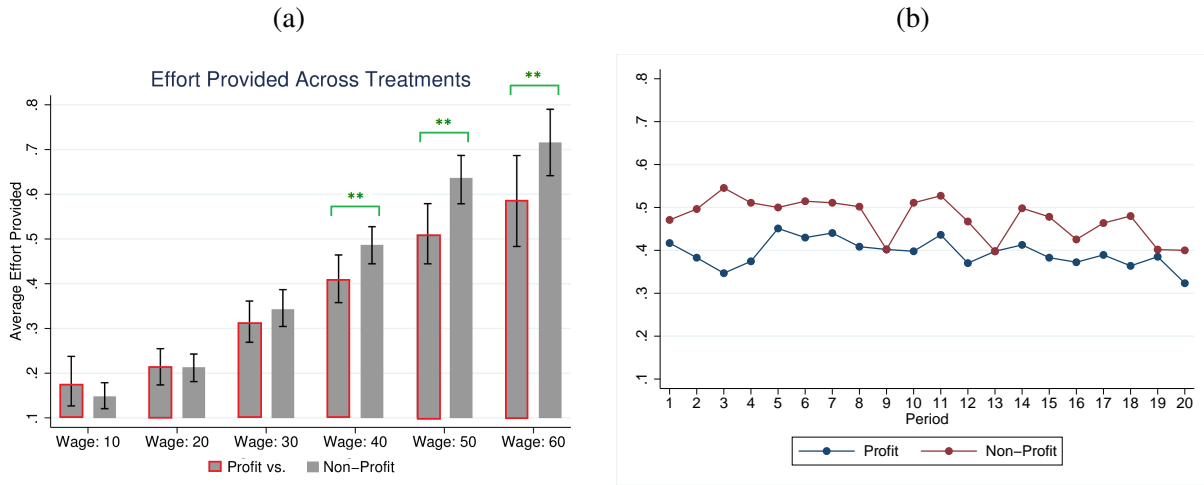 (a)
Effort Provided Across Treatments
**
**
**
Average Effort Provided
.8
.7
.6
.5
.4
.3
.2
.1
Wage: 10 Wage: 20 Wage: 30 Wage: 40 Wage: 50 Wage: 60
Profit vs. Non−Profit
(b)
.8
.7
.6
.5
.4
.3
.2
.1
1 2 3 4 5 6 7 8 9 10 11 12 13 14 15 16 17 18 19 20
Period
Profit Non−Profit